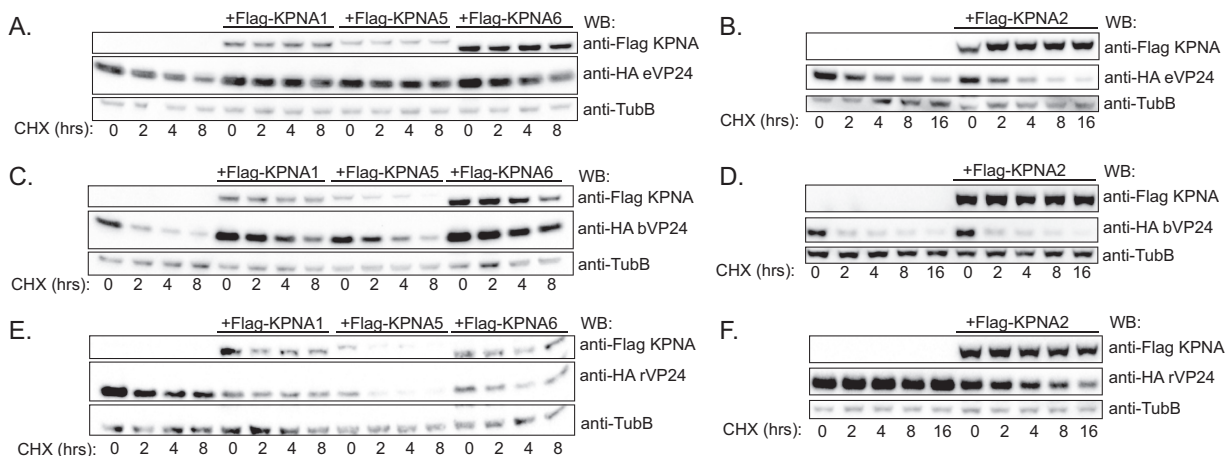 A.
+Flag-KPNA1 +Flag-KPNA5 +Flag-KPNA6 WB:
anti-Flag KPNA
anti-HA eVP24
anti-TubB
CHX (hrs): 0 2 4 8 0 2 4 8 0 2 4 8 0 2 4 8
B.
+Flag-KPNA2 WB:
anti-Flag KPNA
anti-HA eVP24
anti-TubB
CHX (hrs): 0 2 4 8 16 0 2 4 8 16
C.
+Flag-KPNA1 +Flag-KPNA5 +Flag-KPNA6 WB:
anti-Flag KPNA
anti-HA bVP24
anti-TubB
CHX (hrs): 0 2 4 8 0 2 4 8 0 2 4 8 0 2 4 8
D.
+Flag-KPNA2 WB:
anti-Flag KPNA
anti-HA bVP24
anti-TubB
CHX (hrs): 0 2 4 8 16 0 2 4 8 16
E.
+Flag-KPNA1 +Flag-KPNA5 +Flag-KPNA6 WB:
anti-Flag KPNA
anti-HA rVP24
anti-TubB
CHX (hrs): 0 2 4 8 0 2 4 8 0 2 4 8 0 2 4 8
F.
+Flag-KPNA2 WB:
anti-Flag KPNA
anti-HA rVP24
anti-TubB
CHX (hrs): 0 2 4 8 16 0 2 4 8 16